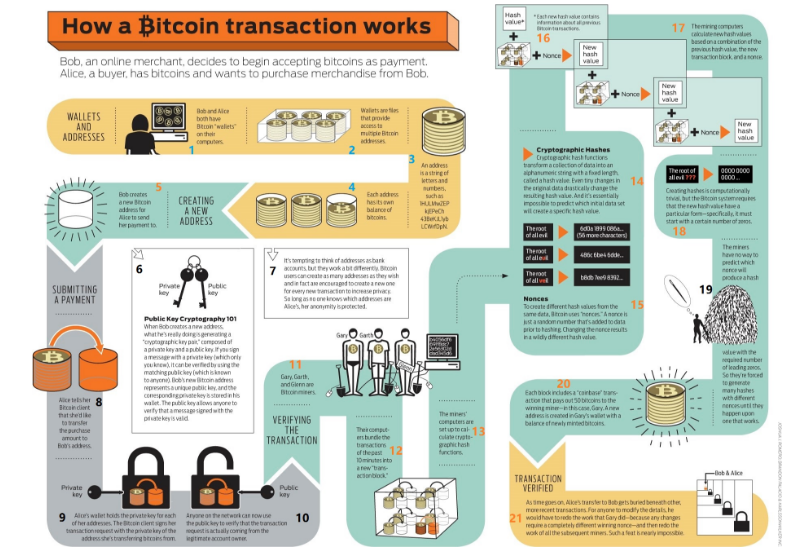 How a Bitcoin transaction works
Bob, an online merchant, decides to begin accepting bitcoins as payment.
Alice, a buyer, has bitcoins and wants to purchase merchandise from Bob.
WALLETS
AND
ADDRESSES
Bob and Alice
both have
Bitcoin "wallets"
on their
computers.
1
Wallets are files
that provide
access to
multiple Bitcoin
addresses.
2
3
An address
is a string of
letters and
numbers,
such as
4
Each address
has its own
balance of
bitcoins.
CREATING
A NEW
ADDRESS
5
Bob creates
a new Bitcoin
address for
Alice to send
her payment to.
SUBMITTING
A PAYMENT
6
Private
key
Public
key
Public Key Cryptography 101
When Bob creates a new address,
what he's really doing is generating a
"cryptographic key pair," composed of
a private key and a public key. If you sign
a message with a private key (which only
you know), it can be verified by using the
matching public key (which is known
to anyone). Bob's new Bitcoin address
represents a unique public key, and the
corresponding private key is stored in his
wallet. The public key allows anyone to
verify that a message signed with the
private key is valid.
7
It's tempting to think of addresses as bank
accounts, but they work a bit differently. Bitcoin
users can create as many addresses as they wish
and in fact are encouraged to create a new one
for every new transaction to increase privacy.
So long as no one knows which addresses are
Alice's, her anonymity is protected.
8
Alice tells her
Bitcoin client
that she'd like
to transfer
the purchase
amount to
Bob's address.
Private
key
Public
key
9
Alice's wallet holds the private key for each
of her addresses. The Bitcoin client signs her
transaction request with the private key of the
address she's transferring bitcoins from.
10
Anyone on the network can now use
the public key to verify that the transaction
request is actually coming from the
legitimate account owner.
VERIFYING
THE
TRANSACTION
Gary
Garth
Glenn
11
Gary, Garth,
and Glenn are
Bitcoin miners.
12
Their comput-
ers bundle the
transactions
of the past
10 minutes into
a new "trans-
action block."
13
The miners'
computers are
set up to cal-
culate crypto-
graphic hash
functions.
Cryptographic Hashes
14
Cryptographic hash functions
transform a collection of data into an
alphanumeric string with a fixed length,
called a hash value. Even tiny changes in
the original data drastically change the
resulting hash value. And it's essentially
impossible to predict which initial data set
will create a specific hash value.
The root
of all evil
6d0a 1899 086a...
(56 more characters)
The root
of all evil
486c 6be4 6dde...
The root
of all evil
b8db 7ee9 8392...
Nonces
15
To create different hash values from the
same data, Bitcoin uses "nonces." A nonce is
just a random number that's added to data
prior to hashing. Changing the nonce results
in a wildly different hash value.
Hash
value*
* Each new hash value contains
information about all previous
Bitcoin transactions.
16
+
+ Nonce
New
hash
value
+
+ Nonce
New
hash
value
+
+ Nonce
New
hash
value
17
The mining computers
calculate new hash values
based on a combination of the
previous hash value, the new
transaction block, and a nonce.
The root of
all evil ???
0000 0000
0000...
Creating hashes is computationally
trivial, but the Bitcoin system requires
that the new hash value have a
particular form—specifically, it must
start with a certain number of zeros.
18
The miners
have no way to
predict which
nonce will
produce a hash
19
value with the
required number
of leading zeros.
So they're forced
to generate
many hashes
with different
nonces until they
happen upon
one that works.
20
Each block includes a "coinbase" trans-
action that pays out 50 bitcoins to the
winning miner—in this case, Gary. A new
address is created in Gary's wallet with a
balance of newly minted bitcoins.
TRANSACTION
VERIFIED
Bob & Alice
21
As time goes on, Alice's transfer to Bob gets buried beneath other,
more recent transactions. For anyone to modify the details, he
would have to redo the work that Gary did—because any changes
require a completely different winning nonce—and then redo the
work of all the subsequent miners. Such a feat is nearly impossible.